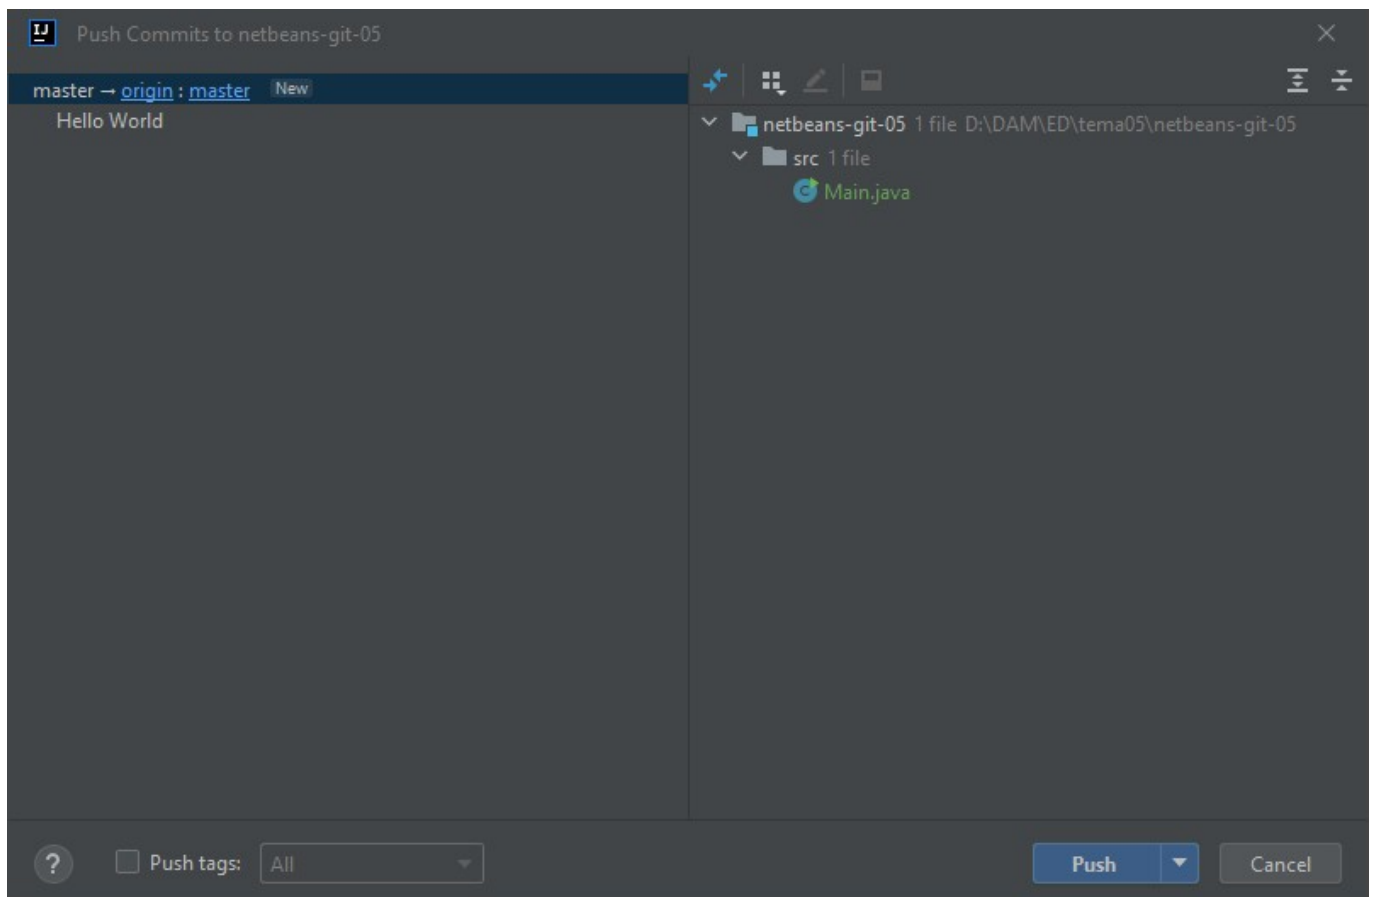 IJ Push Commits to netbeans-git-05
master → origin : master New
Hello World
netbeans-git-05 1 file D:\DAM\ED\tema05\netbeans-git-05
src 1 file
C Main.java
? Push tags: All Push Cancel